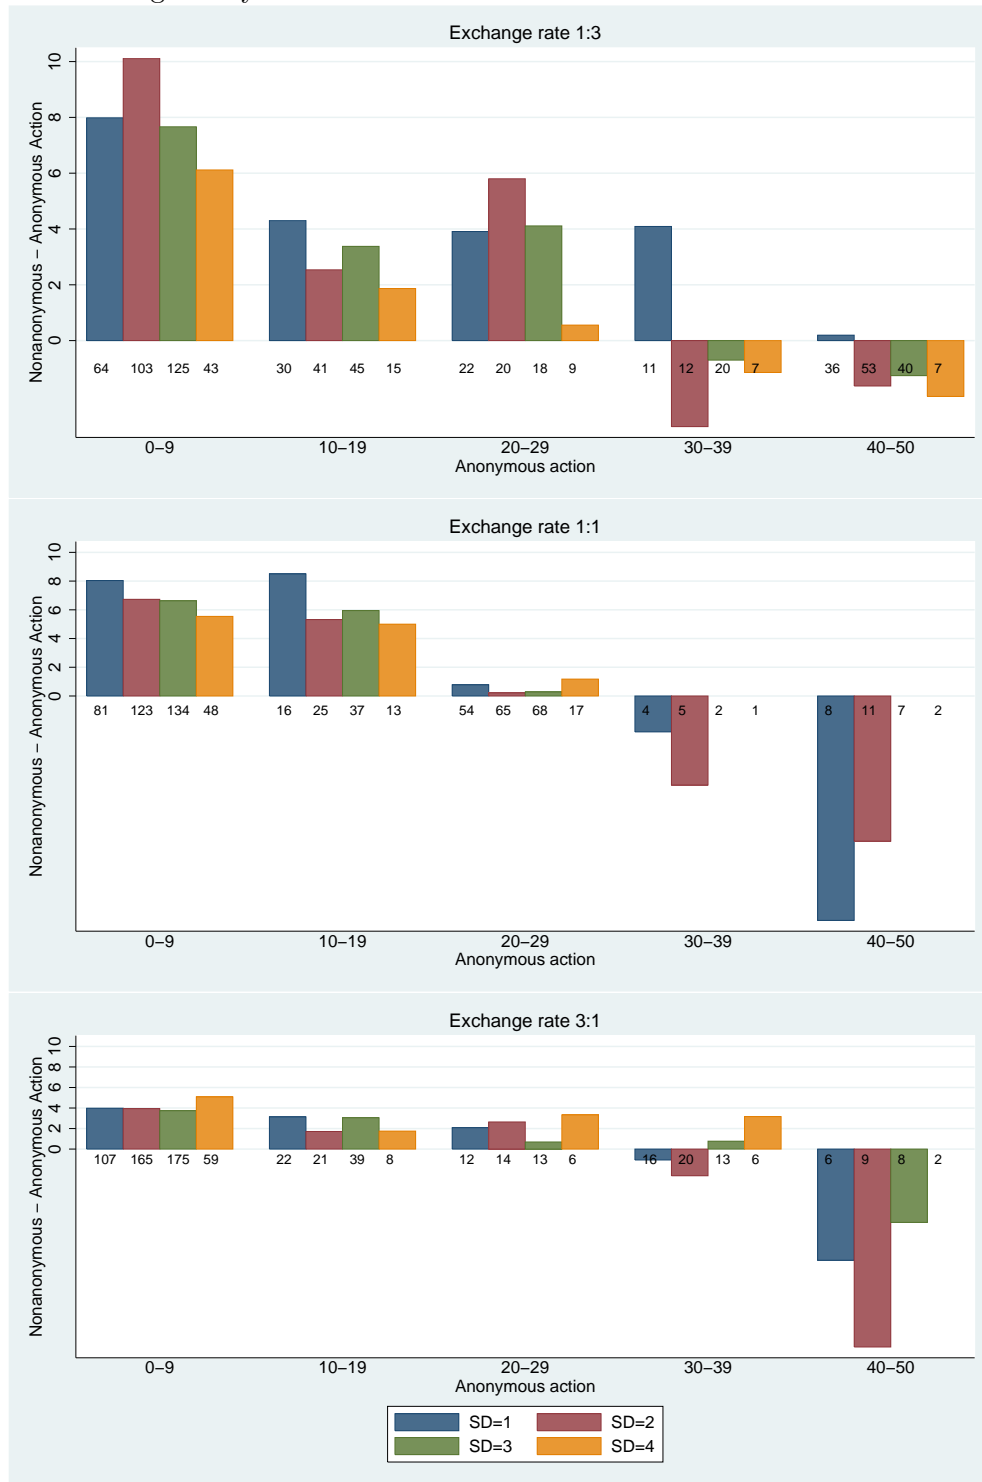 Exchange rate 1:3
Nonanonymous – Anonymous Action
10
8
6
4
2
0
64 103 125 43 30 41 45 15 22 20 18 9 11 12 20 7 36 53 40 7
0–9 10–19 20–29 30–39 40–50
Anonymous action
Exchange rate 1:1
Nonanonymous – Anonymous Action
10
8
6
4
2
0
81 123 134 48 16 25 37 13 54 65 68 17 4 5 2 1 8 11 7 2
0–9 10–19 20–29 30–39 40–50
Anonymous action
Exchange rate 3:1
Nonanonymous – Anonymous Action
10
8
6
4
2
0
107 165 175 59 22 21 39 8 12 14 13 6 16 20 13 6 6 9 8 2
0–9 10–19 20–29 30–39 40–50
Anonymous action
SD=1 SD=2
SD=3 SD=4